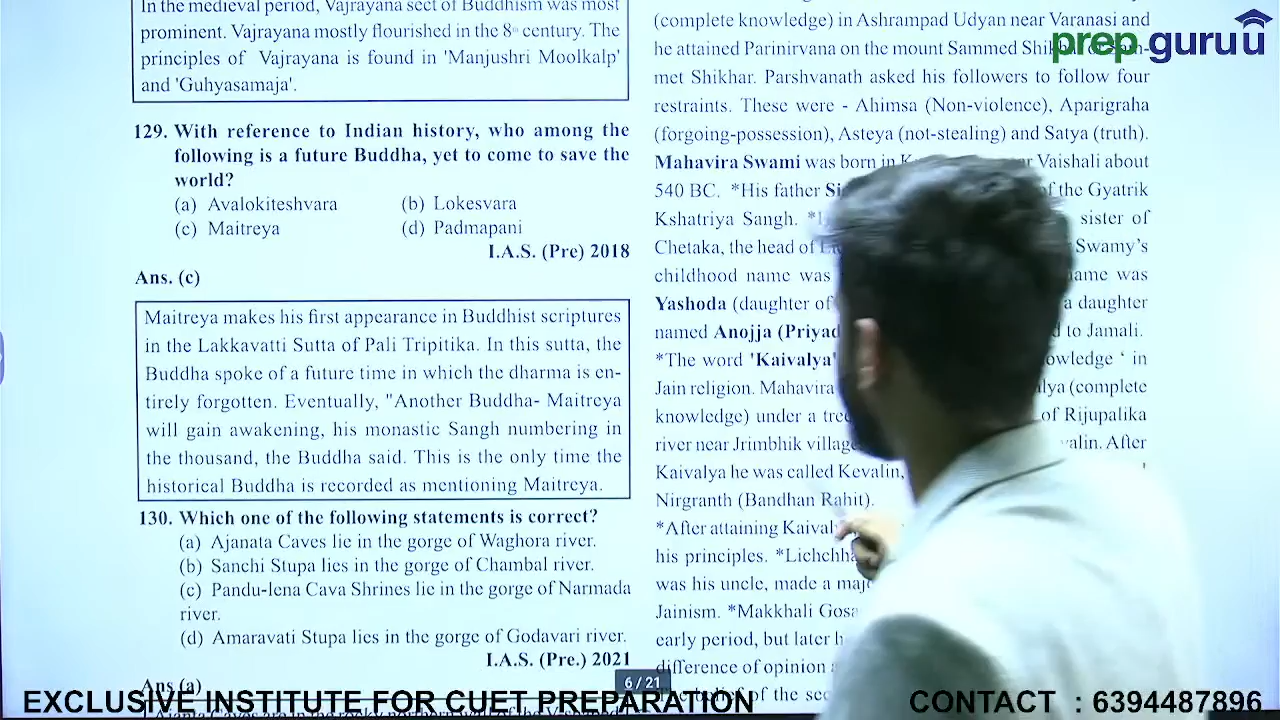 In the medieval period, Vajrayana sect of Buddhism was most
prominent. Vajrayana mostly flourished in the 8th century. The
principles of Vajrayana is found in 'Manjushri Moolkalp'
and 'Guhyasamaja'.
129. With reference to Indian history, who among the
following is a future Buddha, yet to come to save the
world?
(a) Avalokiteshvara (b) Lokesvara
(c) Maitreya (d) Padmapani
I.A.S. (Pre) 2018
Ans. (c)
Maitreya makes his first appearance in Buddhist scriptures
in the Lakkavatti Sutta of Pali Tripitika. In this sutta, the
Buddha spoke of a future time in which the dharma is en-
tirely forgotten. Eventually, "Another Buddha- Maitreya
will gain awakening, his monastic Sangh numbering in
the thousand, the Buddha said. This is the only time the
historical Buddha is recorded as mentioning Maitreya.
130. Which one of the following statements is correct?
(a) Ajanata Caves lie in the gorge of Waghora river.
(b) Sanchi Stupa lies in the gorge of Chambal river.
(c) Pandu-lena Cava Shrines lie in the gorge of Narmada
river.
(d) Amaravati Stupa lies in the gorge of Godavari river.
I.A.S. (Pre.) 2021
Ans (a)
(complete knowledge) in Ashrampad Udyan near Varanasi and
he attained Parinirvana on the mount Sammed
met Shikhar. Parshvanath asked his followers to follow four
restraints. These were - Ahimsa (Non-violence), Aparigraha
(forgoing-possession), Asteya (not-stealing) and Satya (truth).
Mahavira Swami was born in Vaishali about
540 BC. *His father of the Gyatrik
Kshatriya Sangh. sister of
Chetaka, the head of Swamy's
childhood name was name was
Yashoda (daughter of a daughter
named Anojja to Jamali.
*The word 'Kaivalya' in
Jain religion. Mahavira (complete
knowledge) under a tree of Rijupalika
river near Jrimbhik village After
Kaivalya he was called Kevalin,
Nirgranth (Bandhan Rahit).
*After attaining
his principles.
was his uncle, made a
Jainism. *Makkhali
early period, but later
difference of opinion
of the
prep guruu
6 / 21
EXCLUSIVE INSTITUTE FOR CUET PREPARATION
CONTACT : 6394487896